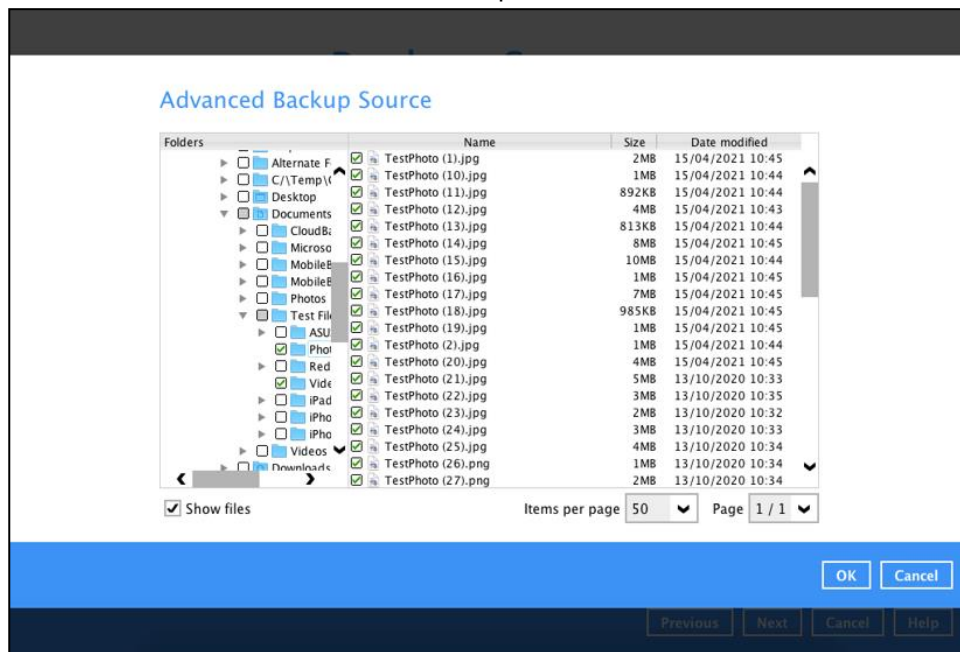 Advanced Backup Source
Folders Name Size Date modified
Alternate F
C/\Temp\
Desktop
Documents
CloudBa
Microso
MobileB
MobileB
Photos
Test File
ASU
Phot
Red
Vide
iPad
iPho
iPho
Videos
Downloads
TestPhoto (1).jpg 2MB 15/04/2021 10:45
TestPhoto (10).jpg 1MB 15/04/2021 10:44
TestPhoto (11).jpg 892KB 15/04/2021 10:44
TestPhoto (12).jpg 4MB 15/04/2021 10:43
TestPhoto (13).jpg 813KB 15/04/2021 10:44
TestPhoto (14).jpg 8MB 15/04/2021 10:45
TestPhoto (15).jpg 10MB 15/04/2021 10:44
TestPhoto (16).jpg 1MB 15/04/2021 10:45
TestPhoto (17).jpg 7MB 15/04/2021 10:45
TestPhoto (18).jpg 985KB 15/04/2021 10:45
TestPhoto (19).jpg 1MB 15/04/2021 10:45
TestPhoto (2).jpg 1MB 15/04/2021 10:44
TestPhoto (20).jpg 4MB 15/04/2021 10:45
TestPhoto (21).jpg 5MB 13/10/2020 10:33
TestPhoto (22).jpg 3MB 13/10/2020 10:35
TestPhoto (23).jpg 2MB 13/10/2020 10:32
TestPhoto (24).jpg 3MB 13/10/2020 10:33
TestPhoto (25).jpg 4MB 13/10/2020 10:34
TestPhoto (26).png 1MB 13/10/2020 10:34
TestPhoto (27).png 2MB 13/10/2020 10:34
Show files Items per page 50 Page 1 / 1
OK Cancel
Previous Next Cancel Help